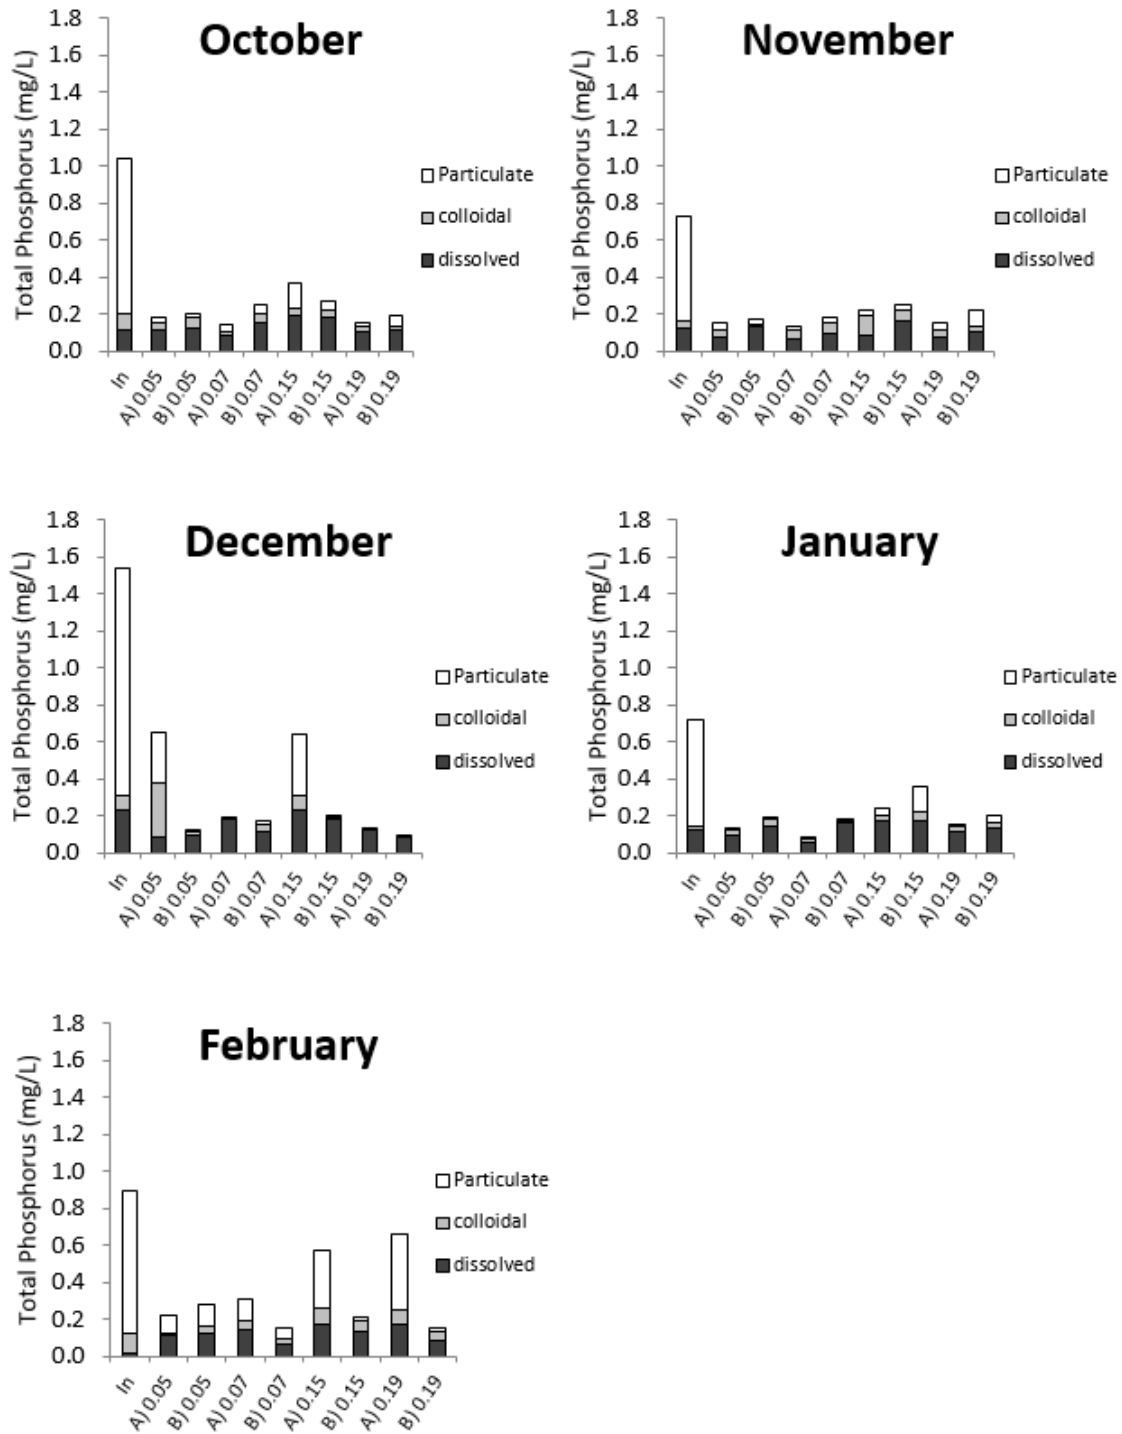 October
Total Phosphorus (mg/L)
1.8
1.6
1.4
1.2
1.0
0.8
0.6
0.4
0.2
0.0
In
A) 0.05
B) 0.05
A) 0.07
B) 0.07
A) 0.15
B) 0.15
A) 0.19
B) 0.19
Particulate
colloidal
dissolved
November
Total Phosphorus (mg/L)
1.8
1.6
1.4
1.2
1.0
0.8
0.6
0.4
0.2
0.0
In
A) 0.05
B) 0.05
A) 0.07
B) 0.07
A) 0.15
B) 0.15
A) 0.19
B) 0.19
Particulate
colloidal
dissolved
December
Total Phosphorus (mg/L)
1.8
1.6
1.4
1.2
1.0
0.8
0.6
0.4
0.2
0.0
In
A) 0.05
B) 0.05
A) 0.07
B) 0.07
A) 0.15
B) 0.15
A) 0.19
B) 0.19
Particulate
colloidal
dissolved
January
Total Phosphorus (mg/L)
1.8
1.6
1.4
1.2
1.0
0.8
0.6
0.4
0.2
0.0
In
A) 0.05
B) 0.05
A) 0.07
B) 0.07
A) 0.15
B) 0.15
A) 0.19
B) 0.19
Particulate
colloidal
dissolved
February
Total Phosphorus (mg/L)
1.8
1.6
1.4
1.2
1.0
0.8
0.6
0.4
0.2
0.0
In
A) 0.05
B) 0.05
A) 0.07
B) 0.07
A) 0.15
B) 0.15
A) 0.19
B) 0.19
Particulate
colloidal
dissolved